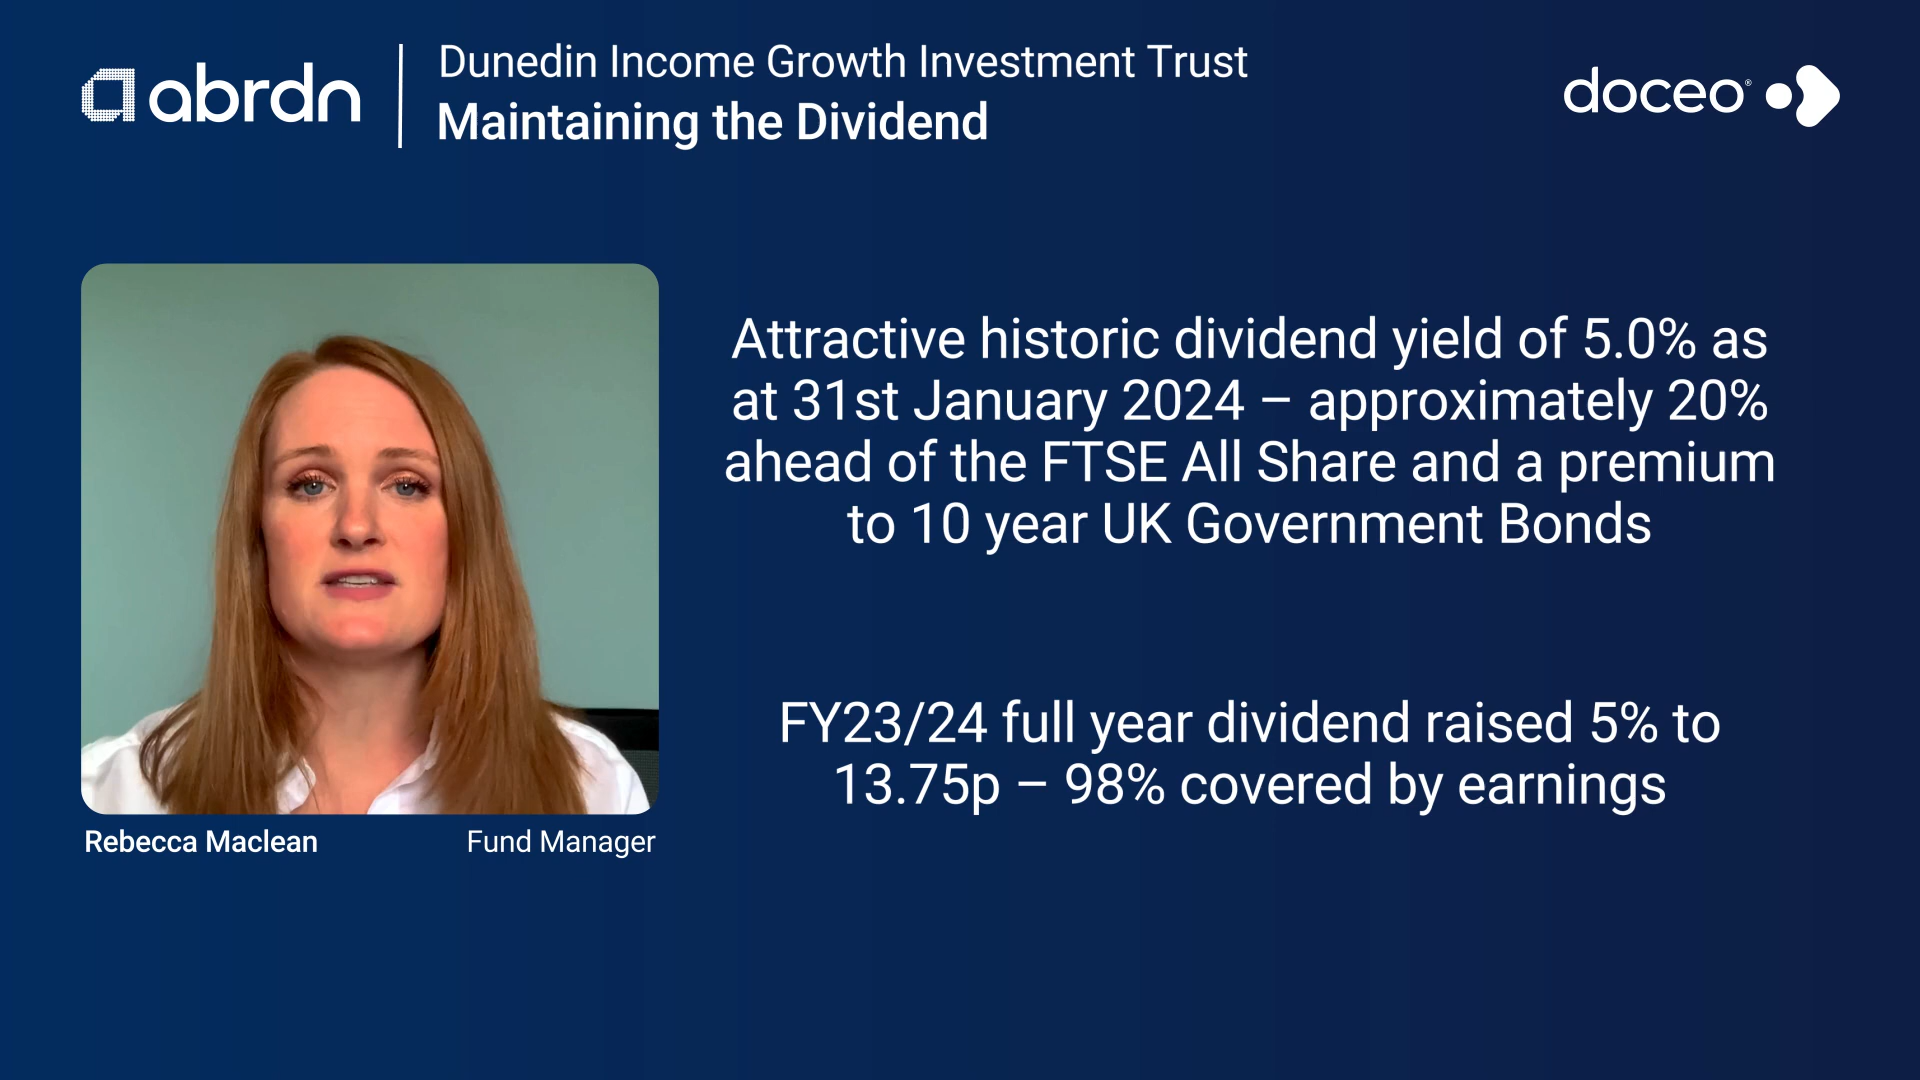 abrdn
Dunedin Income Growth Investment Trust
Maintaining the Dividend
doceo®
Attractive historic dividend yield of 5.0% as
at 31st January 2024 – approximately 20%
ahead of the FTSE All Share and a premium
to 10 year UK Government Bonds
FY23/24 full year dividend raised 5% to
13.75p – 98% covered by earnings
Rebecca Maclean
Fund Manager